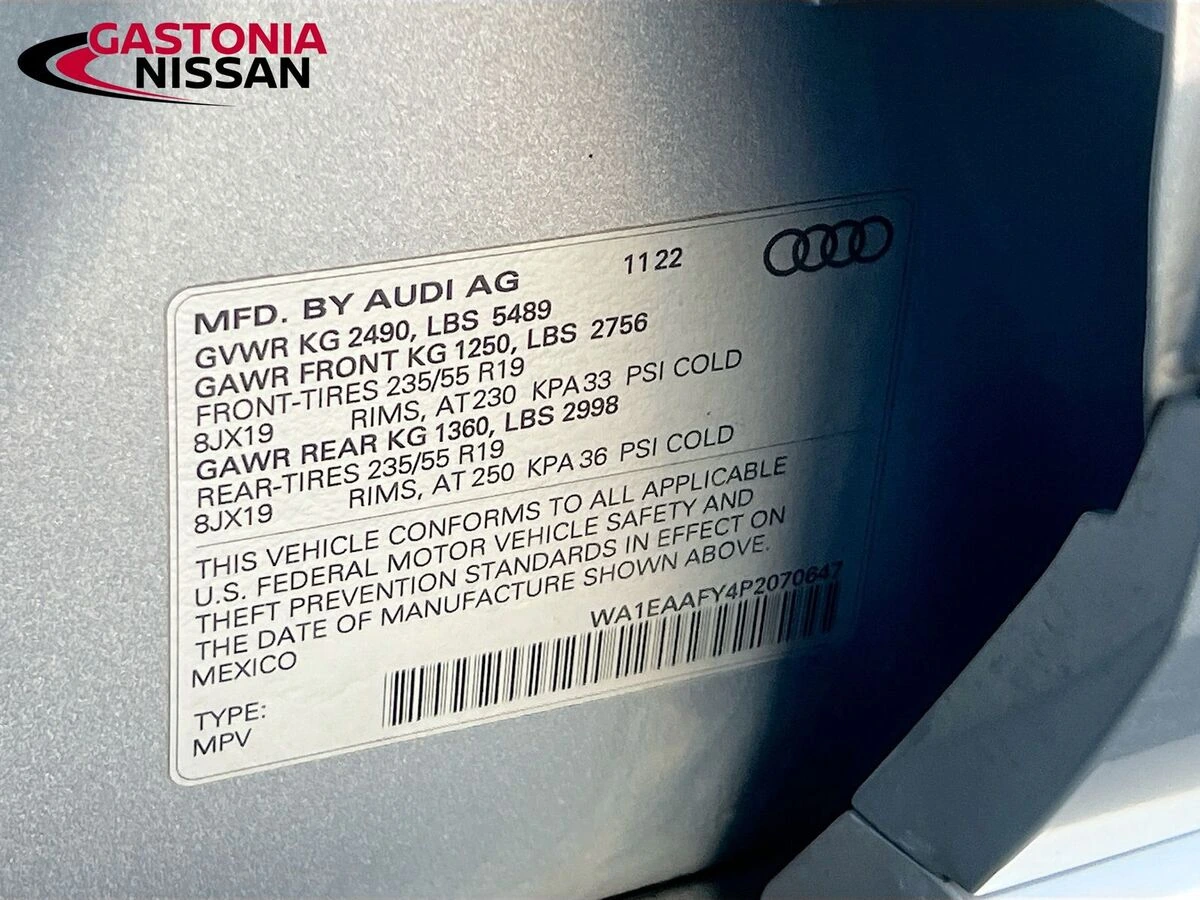 GASTONIA
NISSAN
MFD. BY AUDI AG 11 22
GVWR KG 2490, LBS 5489
GAWR FRONT KG 1250, LBS 2756
FRONT-TIRES 235/55 R19
8JX19 RIMS, AT 230 KPA 33 PSI COLD
GAWR REAR KG 1360, LBS 2998
REAR-TIRES 235/55 R19
8JX19 RIMS, AT 250 KPA 36 PSI COLD
THIS VEHICLE CONFORMS TO ALL APPLICABLE
U.S. FEDERAL MOTOR VEHICLE SAFETY AND
THEFT PREVENTION STANDARDS IN EFFECT ON
THE DATE OF MANUFACTURE SHOWN ABOVE.
MEXICO WA1EAAFY4P2070647
TYPE:
MPV